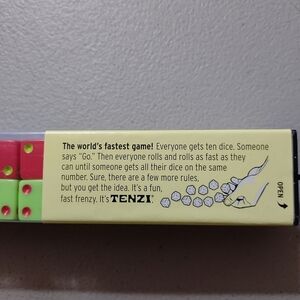 The world's fastest game! Everyone gets ten dice. Someone
says "Go." Then everyone rolls and rolls as fast as they
can until someone gets all their dice on the same
number. Sure, there are a few more rules,
but you get the idea. It's a fun,
fast frenzy. It's TENZI®
OPEN